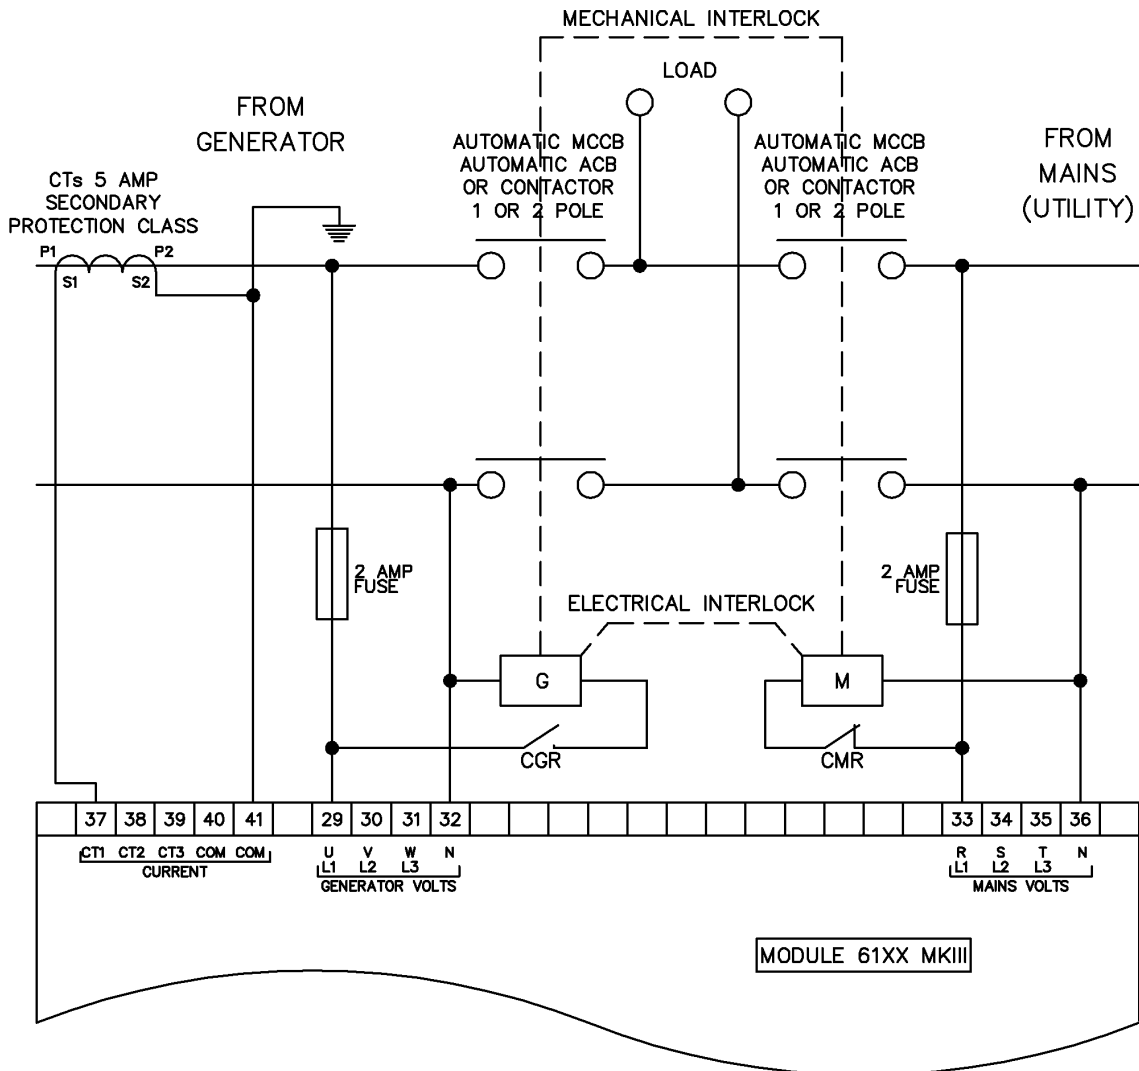 MECHANICAL INTERLOCK
LOAD
FROM
GENERATOR
AUTOMATIC MCCB
AUTOMATIC ACB
OR CONTACTOR
1 OR 2 POLE
AUTOMATIC MCCB
AUTOMATIC ACB
OR CONTACTOR
1 OR 2 POLE
FROM
MAINS
(UTILITY)
CTs 5 AMP
SECONDARY
PROTECTION CLASS
P1 P2
S1 S2
2 AMP
FUSE
2 AMP
FUSE
ELECTRICAL INTERLOCK
G
M
CGR
CMR
37 38 39 40 41 29 30 31 32 33 34 35 36
CT1 CT2 CT3 COM COM U V W N R S T N
L1 L2 L3 L1 L2 L3
CURRENT GENERATOR VOLTS MAINS VOLTS
MODULE 61XX MKIII